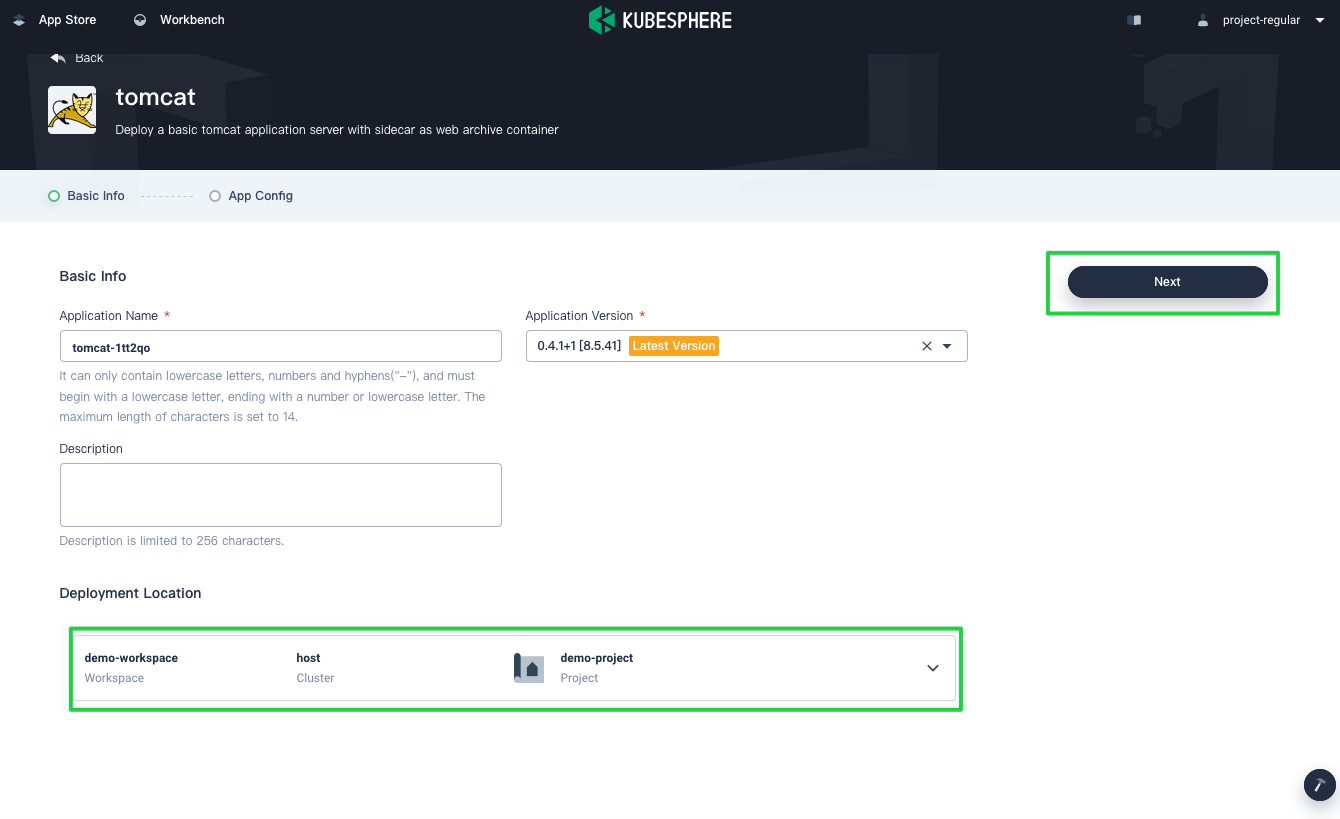 App Store
Workbench
KUBESPHERE
project-regular
Back
tomcat
Deploy a basic tomcat application server with sidecar as web archive container
Basic Info
App Config
Basic Info
Next
Application Name *
Application Version *
tomcat-1tt2qo
0.4.1+1 [8.5.41] Latest Version
It can only contain lowercase letters, numbers and hyphens("-"), and must
begin with a lowercase letter, ending with a number or lowercase letter. The
maximum length of characters is set to 14.
Description
Description is limited to 256 characters.
Deployment Location
demo-workspace
Workspace
host
Cluster
demo-project
Project